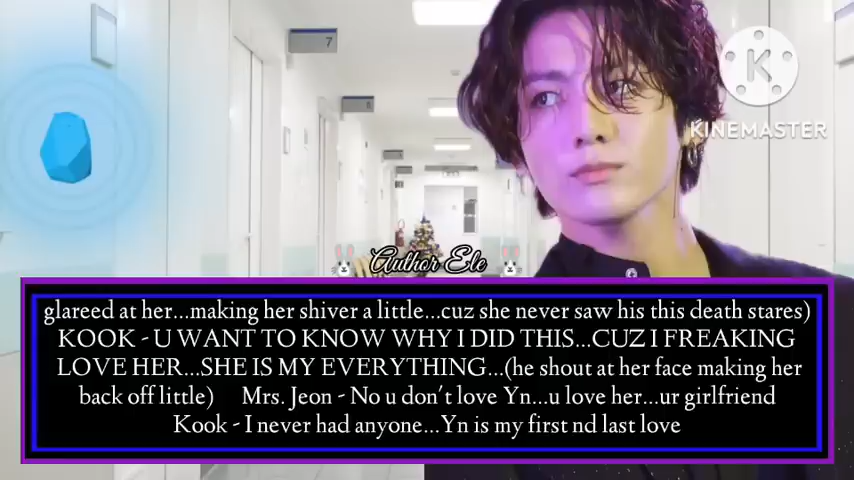 7
8
K
KINEMASTER
Author Ele
glareed at her...making her shiver a little...cuz she never saw his this death stares)
KOOK - U WANT TO KNOW WHY I DID THIS...CUZ I FREAKING
LOVE HER...SHE IS MY EVERYTHING...(he shout at her face making her
back off little) Mrs. Jeon - No u don't love Yn...u love her...ur girlfriend
Kook - I never had anyone...Yn is my first nd last love